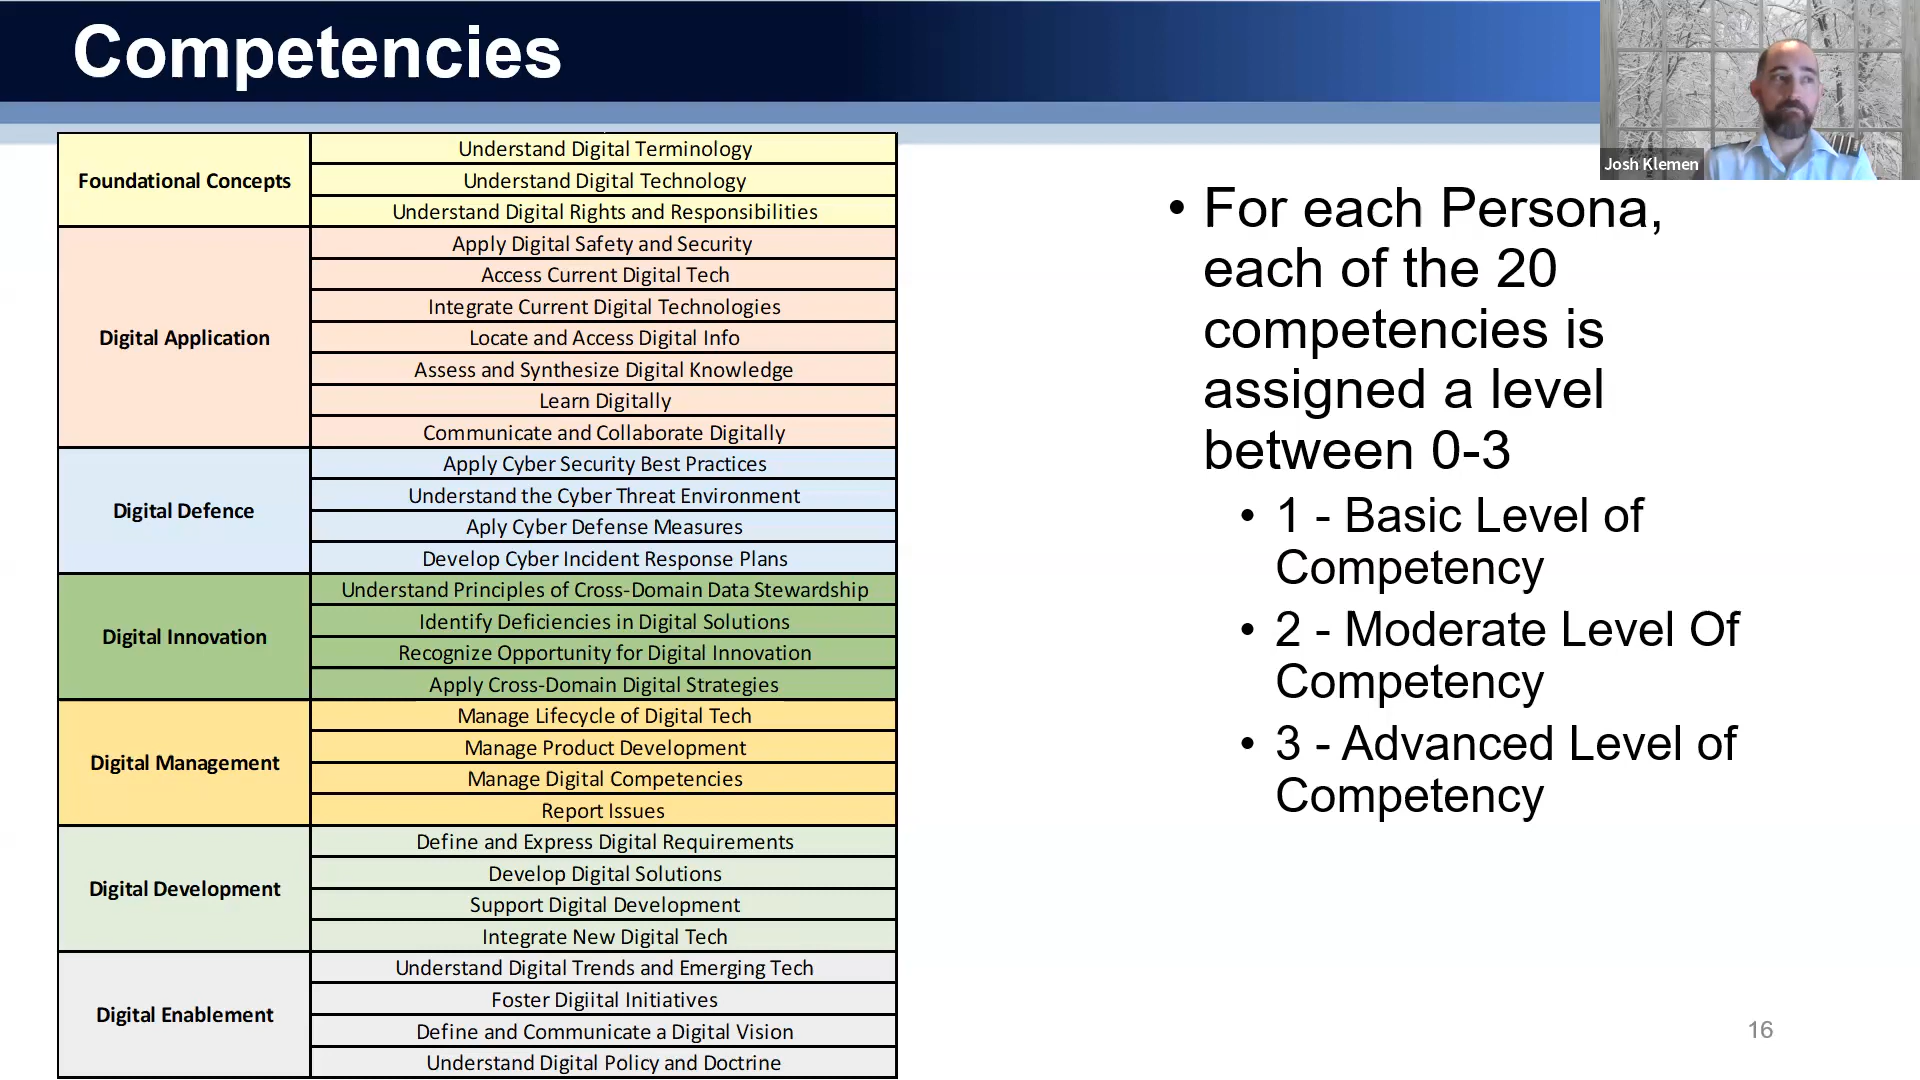 Competencies
Josh Klemen
Foundational Concepts
Understand Digital Terminology
Understand Digital Technology
Understand Digital Rights and Responsibilities
Digital Application
Apply Digital Safety and Security
Access Current Digital Tech
Integrate Current Digital Technologies
Locate and Access Digital Info
Assess and Synthesize Digital Knowledge
Learn Digitally
Communicate and Collaborate Digitally
Digital Defence
Apply Cyber Security Best Practices
Understand the Cyber Threat Environment
Aply Cyber Defense Measures
Develop Cyber Incident Response Plans
Digital Innovation
Understand Principles of Cross-Domain Data Stewardship
Identify Deficiencies in Digital Solutions
Recognize Opportunity for Digital Innovation
Apply Cross-Domain Digital Strategies
Digital Management
Manage Lifecycle of Digital Tech
Manage Product Development
Manage Digital Competencies
Report Issues
Digital Development
Define and Express Digital Requirements
Develop Digital Solutions
Support Digital Development
Integrate New Digital Tech
Digital Enablement
Understand Digital Trends and Emerging Tech
Foster Digiital Initiatives
Define and Communicate a Digital Vision
Understand Digital Policy and Doctrine
• For each Persona,
each of the 20
competencies is
assigned a level
between 0-3
• 1 - Basic Level of
Competency
• 2 - Moderate Level Of
Competency
• 3 - Advanced Level of
Competency
16